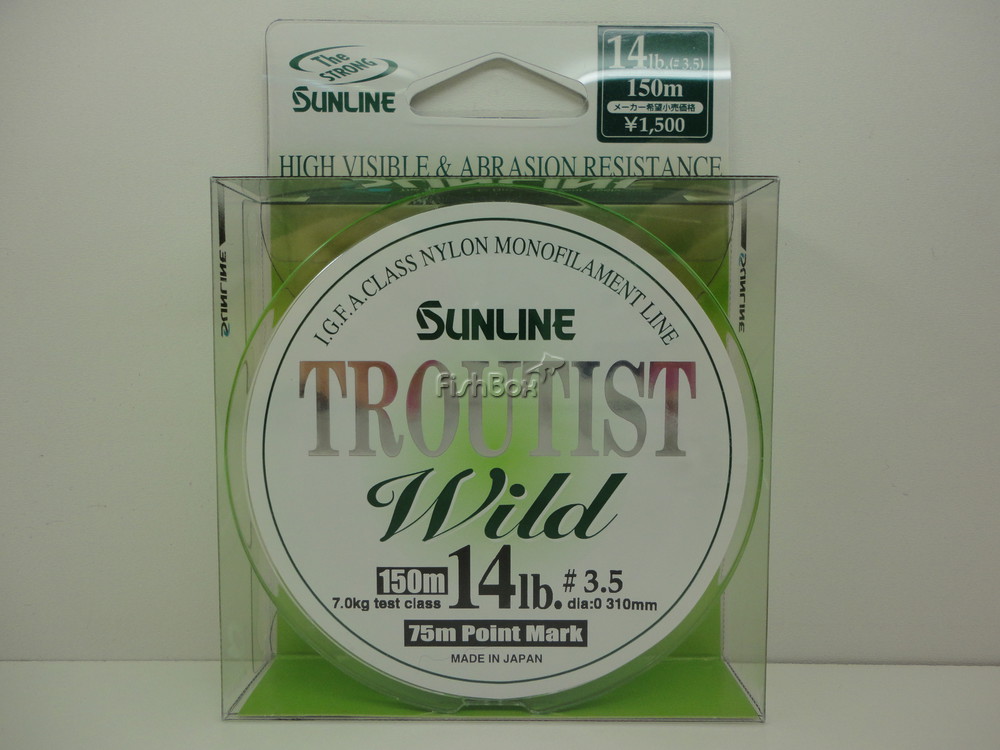 The STRONG
SUNLINE
14lb.(#3.5)
150m
メーカー希望小売価格
¥1,500
HIGH VISIBLE & ABRASION RESISTANCE
SUNLINE
SUNLINE
SUNLINE
I.G.F.A.CLASS NYLON MONOFILAMENT LINE
SUNLINE
TROUTIST
FishBox
Wild
150m 14lb. #3.5
7.0kg test class dia:0 310mm
75m Point Mark
MADE IN JAPAN